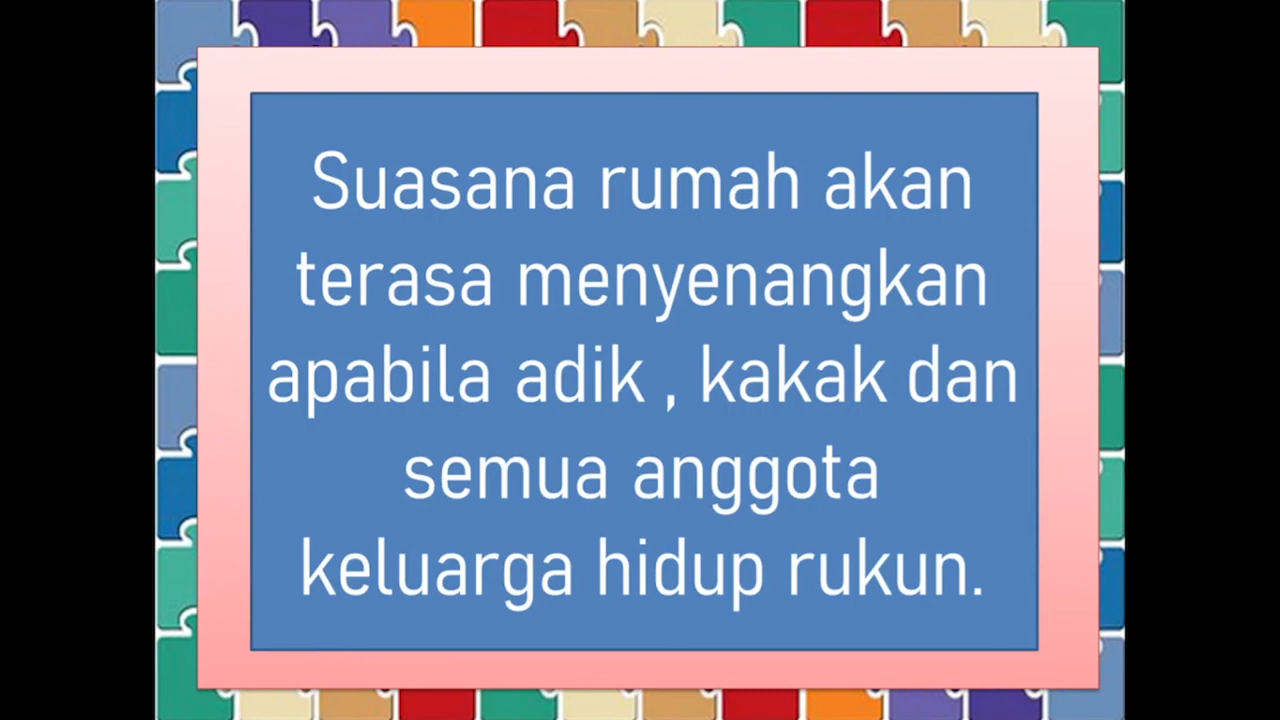 Suasana rumah akan
terasa menyenangkan
apabila adik , kakak dan
semua anggota
keluarga hidup rukun.